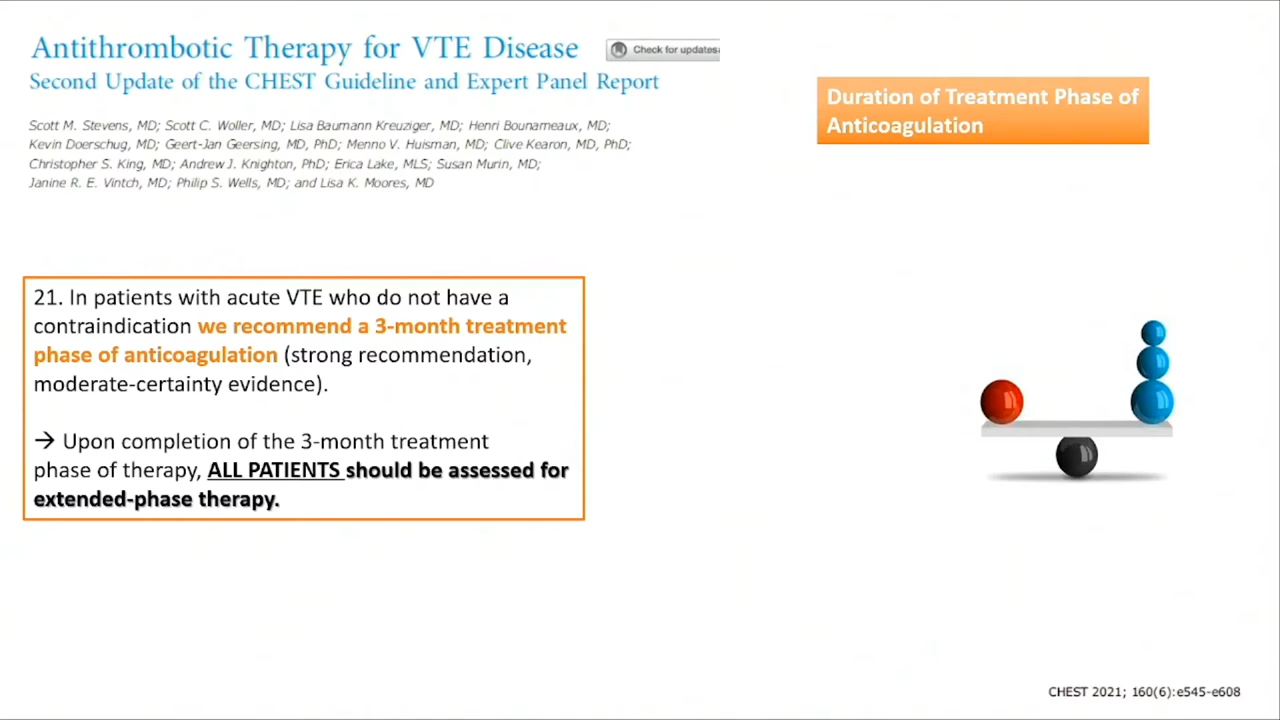 Antithrombotic Therapy for VTE Disease
Check for updates
Second Update of the CHEST Guideline and Expert Panel Report
Scott M. Stevens, MD; Scott C. Woller, MD; Lisa Baumann Kreuziger, MD; Henri Bounameaux, MD;
Kevin Doerschug, MD; Geert-Jan Geersing, MD, PhD; Menno V. Huisman, MD; Clive Kearon, MD, PhD;
Christopher S. King, MD; Andrew J. Knighton, PhD; Erica Lake, MLS; Susan Murin, MD;
Janine R. E. Vintch, MD; Philip S. Wells, MD; and Lisa K. Moores, MD
Duration of Treatment Phase of
Anticoagulation
21. In patients with acute VTE who do not have a
contraindication we recommend a 3-month treatment
phase of anticoagulation (strong recommendation,
moderate-certainty evidence).
→ Upon completion of the 3-month treatment
phase of therapy, ALL PATIENTS should be assessed for
extended-phase therapy.
CHEST 2021; 160(6):e545-e608